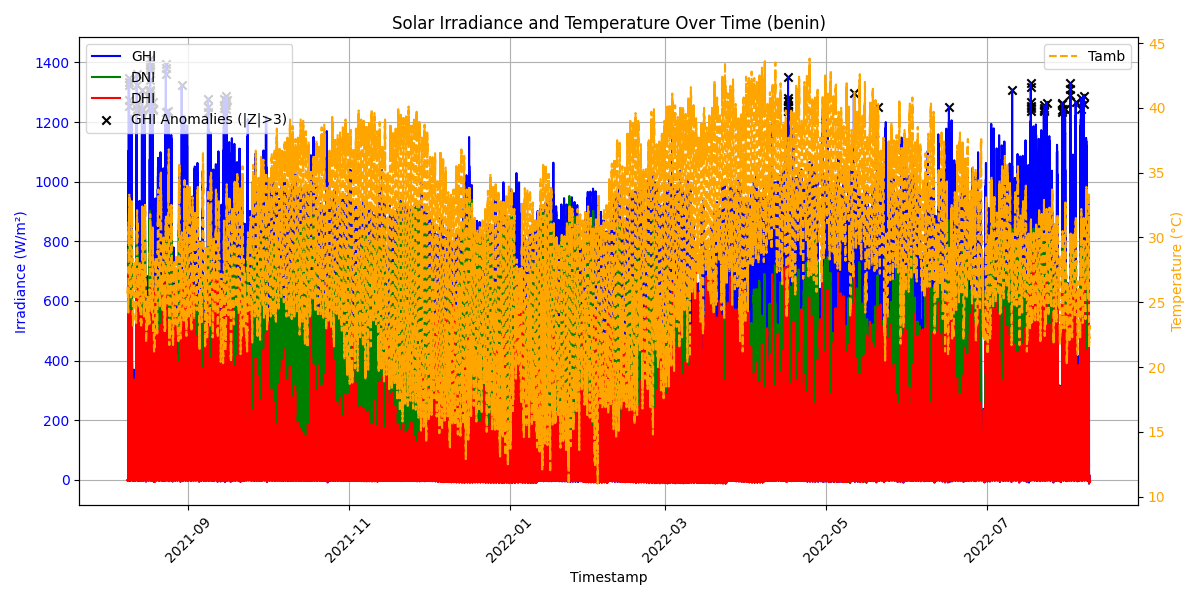 Solar Irradiance and Temperature Over Time (benin)
GHI
DNI
DHI
GHI Anomalies (|Z|>3)
Tamb
Irradiance (W/m²)
1400
1200
1000
800
600
400
200
0
Temperature (°C)
45
40
35
30
25
20
15
10
2021-09
2021-11
2022-01
2022-03
2022-05
2022-07
Timestamp